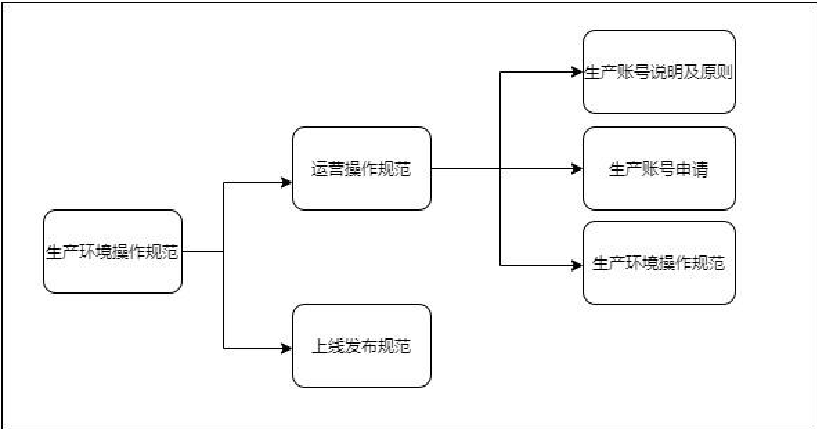 生产账号说明及原则
运营操作规范
生产账号申请
生产环境操作规范
生产环境操作规范
上线发布规范